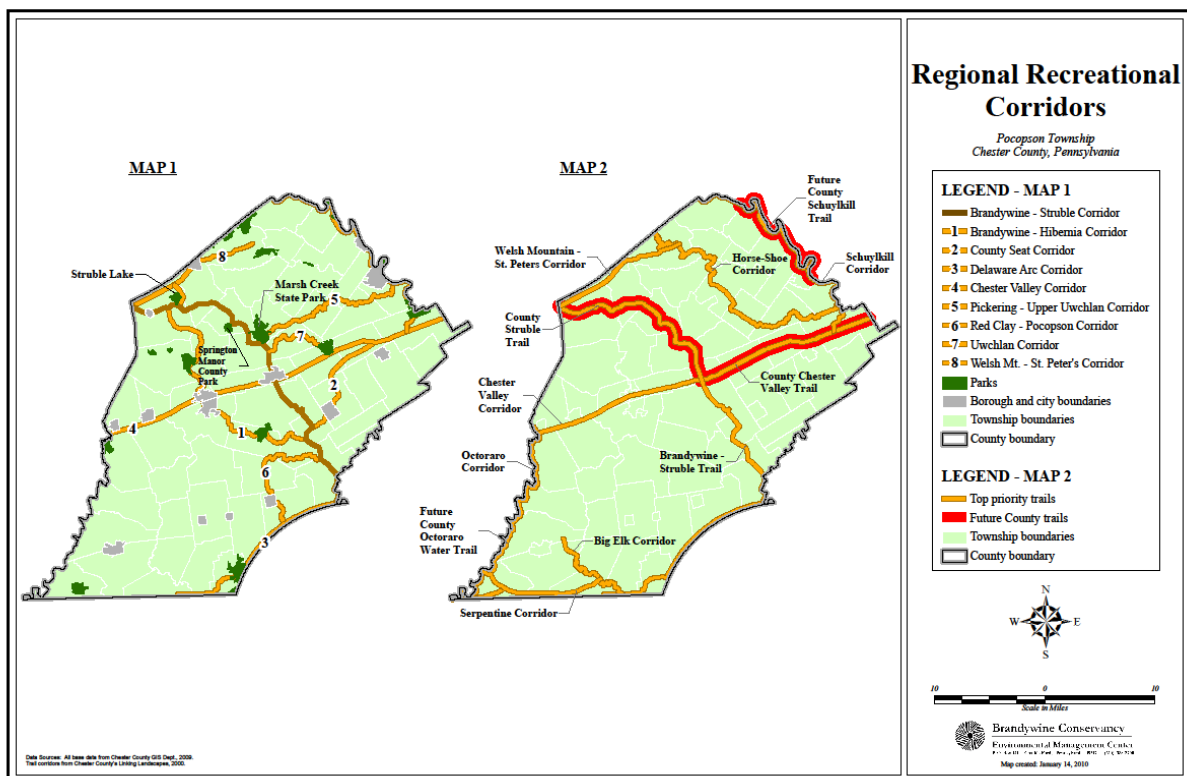 MAP 1
Struble Lake
8
Marsh Creek
State Park
5
Springton
Manor
County
Park
7
2
4
1
6
3
MAP 2
Future
County
Schuylkill
Trail
Welsh Mountain -
St. Peters Corridor
Horse-Shoe
Corridor
Schuylkill
Corridor
County
Struble
Trail
County Chester
Valley Trail
Chester
Valley
Corridor
Octoraro
Corridor
Brandywine -
Struble Trail
Future
County
Octoraro
Water Trail
Big Elk Corridor
Serpentine Corridor
Data Sources: All base data from Chester County GIS Dept., 2009.
Trail corridors from Chester County's Linking Landscapes, 2000.
Regional Recreational
Corridors
Pocopson Township
Chester County, Pennsylvania
LEGEND - MAP 1
Brandywine - Struble Corridor
1 Brandywine - Hibernia Corridor
2 County Seat Corridor
3 Delaware Arc Corridor
4 Chester Valley Corridor
5 Pickering - Upper Uwchlan Corridor
6 Red Clay - Pocopson Corridor
7 Uwchlan Corridor
8 Welsh Mt. - St. Peter's Corridor
Parks
Borough and city boundaries
Township boundaries
County boundary
LEGEND - MAP 2
Top priority trails
Future County trails
Township boundaries
County boundary
N
W E
S
10 0 10
Scale in Miles
Brandywine Conservancy
Environmental Management Center
Map created: January 14, 2010